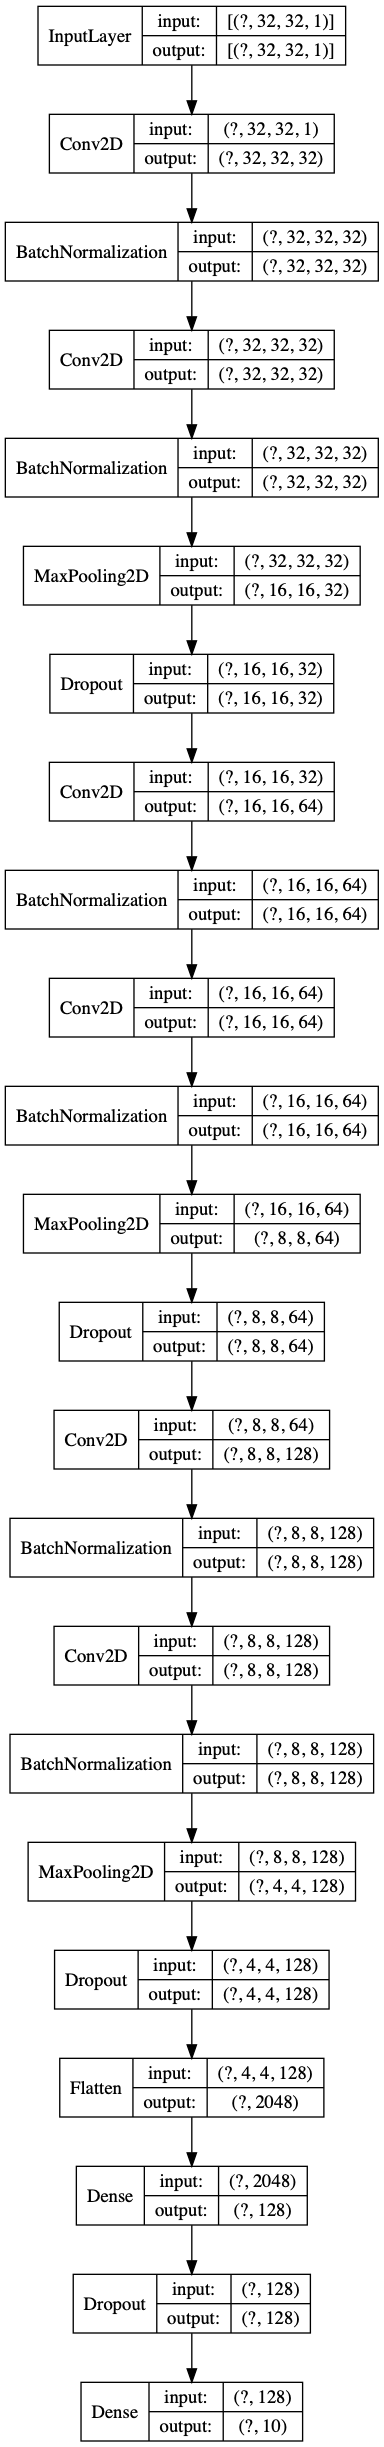 InputLayer input: [(?, 32, 32, 1)]
output: [(?, 32, 32, 1)]
Conv2D input: (?, 32, 32, 1)
output: (?, 32, 32, 32)
BatchNormalization input: (?, 32, 32, 32)
output: (?, 32, 32, 32)
Conv2D input: (?, 32, 32, 32)
output: (?, 32, 32, 32)
BatchNormalization input: (?, 32, 32, 32)
output: (?, 32, 32, 32)
MaxPooling2D input: (?, 32, 32, 32)
output: (?, 16, 16, 32)
Dropout input: (?, 16, 16, 32)
output: (?, 16, 16, 32)
Conv2D input: (?, 16, 16, 32)
output: (?, 16, 16, 64)
BatchNormalization input: (?, 16, 16, 64)
output: (?, 16, 16, 64)
Conv2D input: (?, 16, 16, 64)
output: (?, 16, 16, 64)
BatchNormalization input: (?, 16, 16, 64)
output: (?, 16, 16, 64)
MaxPooling2D input: (?, 16, 16, 64)
output: (?, 8, 8, 64)
Dropout input: (?, 8, 8, 64)
output: (?, 8, 8, 64)
Conv2D input: (?, 8, 8, 64)
output: (?, 8, 8, 128)
BatchNormalization input: (?, 8, 8, 128)
output: (?, 8, 8, 128)
Conv2D input: (?, 8, 8, 128)
output: (?, 8, 8, 128)
BatchNormalization input: (?, 8, 8, 128)
output: (?, 8, 8, 128)
MaxPooling2D input: (?, 8, 8, 128)
output: (?, 4, 4, 128)
Dropout input: (?, 4, 4, 128)
output: (?, 4, 4, 128)
Flatten input: (?, 4, 4, 128)
output: (?, 2048)
Dense input: (?, 2048)
output: (?, 128)
Dropout input: (?, 128)
output: (?, 128)
Dense input: (?, 128)
output: (?, 10)